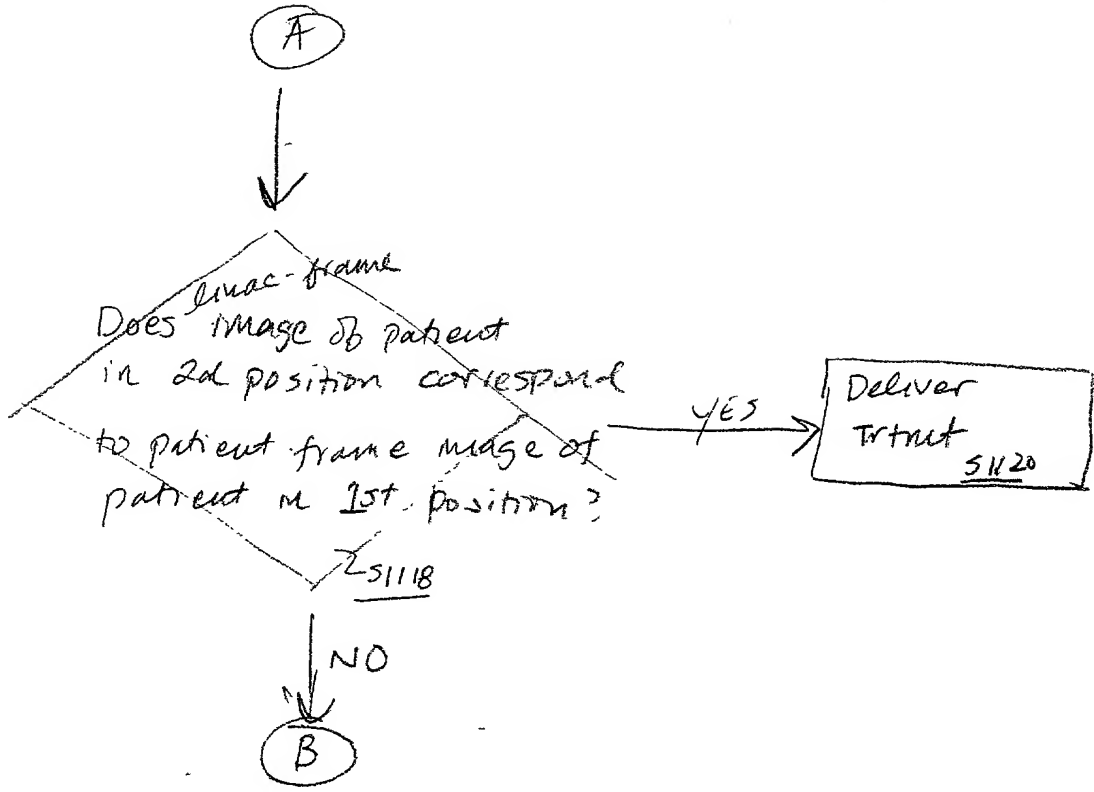 A
linac-frame
Does image of patient
in 2d position correspond
to patient frame image of
patient in 1st position?
S1118
YES
Deliver
Trtmt
S1120
NO
B